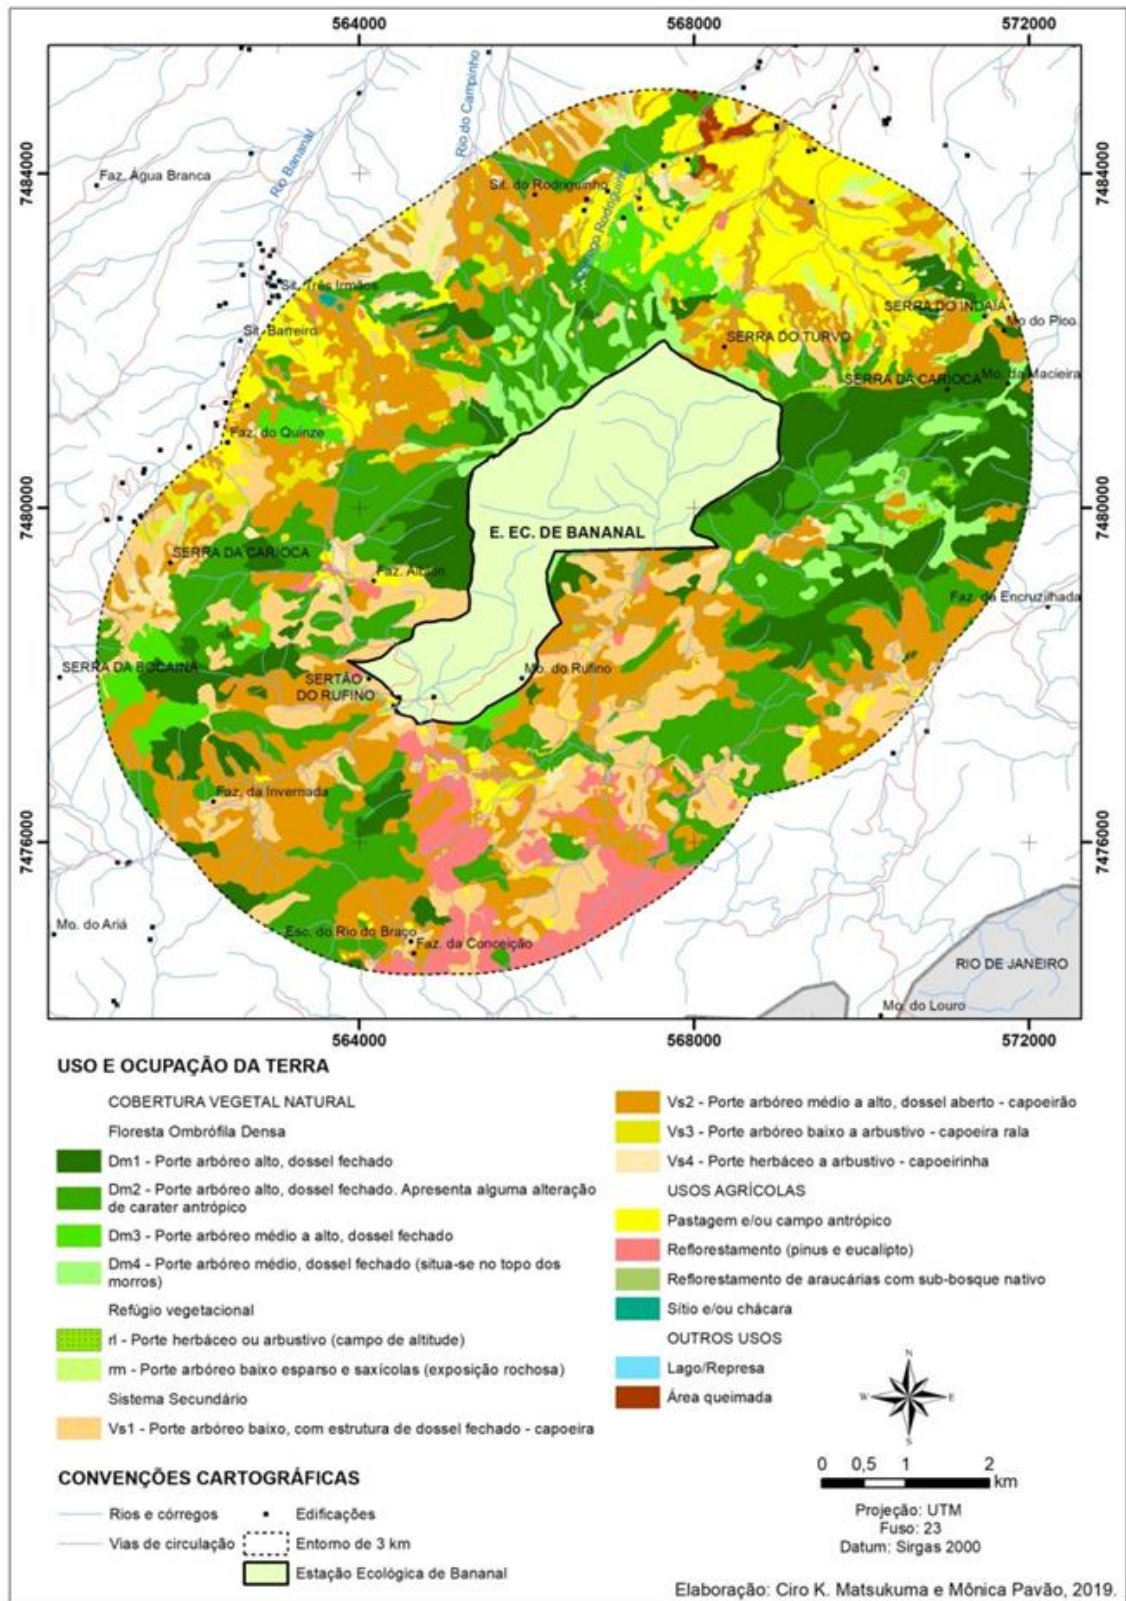 564000
568000
572000
7484000
7484000
Rio do Campinho
Rio Bananal
Faz. Água Branca
Sit. do Rodriguinho
Rodriguinho
Sit. Três Irmãos
Sit. Barreiro
SERRA DO INDAIÁ
Mo do Pico
SERRA DO TURVO
SERRA DA CARIOCA
Mo. da Macieira
Faz. do Quinze
7480000
7480000
E. EC. DE BANANAL
SERRA DA CARIOCA
Faz.
Faz. da Encruzilhada
SERRA DA BOCAINA
SERTÃO
DO RUFINO
Mo. do Rufino
Faz. da Invernada
7476000
7476000
Mo. do Ariá
Esc. do Rio do Braço
Faz. da Conceição
RIO DE JANEIRO
Mo. do Louro
564000
568000
572000
USO E OCUPAÇÃO DA TERRA
COBERTURA VEGETAL NATURAL
Floresta Ombrófila Densa
Dm1 - Porte arbóreo alto, dossel fechado
Dm2 - Porte arbóreo alto, dossel fechado. Apresenta alguma alteração
de carater antrópico
Dm3 - Porte arbóreo médio a alto, dossel fechado
Dm4 - Porte arbóreo médio, dossel fechado (situa-se no topo dos
morros)
Refúgio vegetacional
rl - Porte herbáceo ou arbustivo (campo de altitude)
rm - Porte arbóreo baixo esparso e saxícolas (exposição rochosa)
Sistema Secundário
Vs1 - Porte arbóreo baixo, com estrutura de dossel fechado - capoeira
Vs2 - Porte arbóreo médio a alto, dossel aberto - capoeirão
Vs3 - Porte arbóreo baixo a arbustivo - capoeira rala
Vs4 - Porte herbáceo a arbustivo - capoeirinha
USOS AGRÍCOLAS
Pastagem e/ou campo antrópico
Reflorestamento (pinus e eucalipto)
Reflorestamento de araucárias com sub-bosque nativo
Sítio e/ou chácara
OUTROS USOS
Lago/Represa
Área queimada
N
W
E
S
0 0,5 1 2
km
Projeção: UTM
Fuso: 23
Datum: Sirgas 2000
CONVENÇÕES CARTOGRÁFICAS
Rios e córregos
Edificações
Vias de circulação
Entorno de 3 km
Estação Ecológica de Bananal
Elaboração: Ciro K. Matsukuma e Mônica Pavão, 2019.